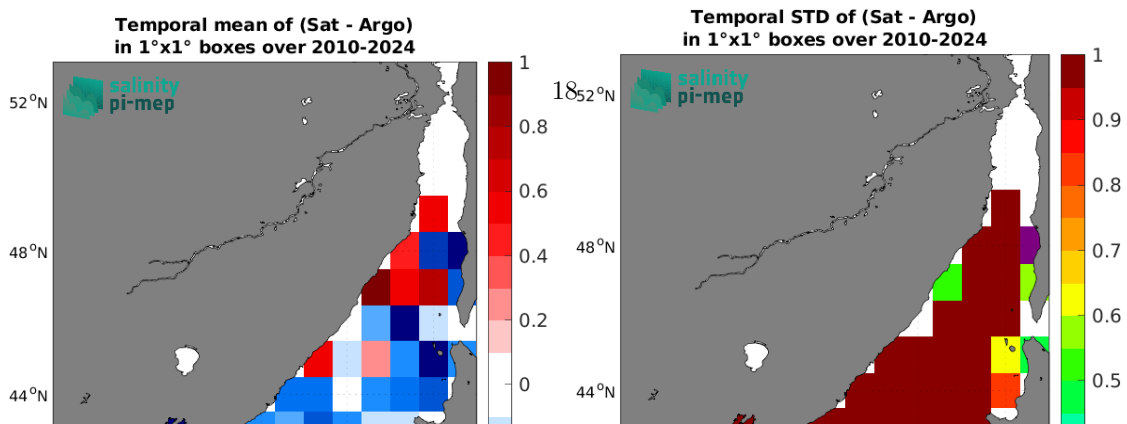 Temporal mean of (Sat - Argo)
in 1°x1° boxes over 2010-2024
salinity
pi-mep
52°N
48°N
44°N
1
0.8
0.6
0.4
0.2
0
18
Temporal STD of (Sat - Argo)
in 1°x1° boxes over 2010-2024
salinity
pi-mep
52°N
48°N
44°N
1
0.9
0.8
0.7
0.6
0.5